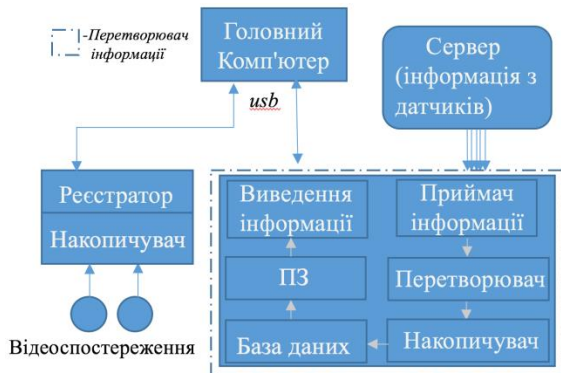 -Перетворювач
інформації
Головний
Комп'ютер
usb
Сервер
(інформація з
датчиків)
Реєстратор
Накопичувач
Відеоспостереження
Виведення
інформації
ПЗ
База даних
Приймач
інформації
Перетворювач
Накопичувач